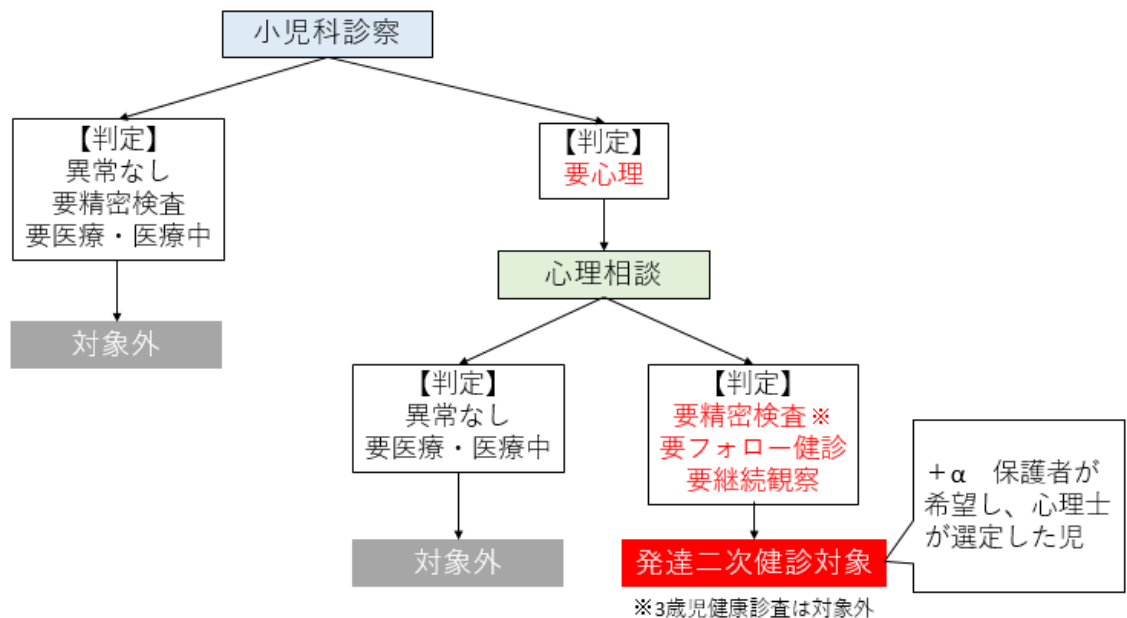 小児科診察
【判定】
異常なし
要精密検査
要医療・医療中
対象外
【判定】
要心理
心理相談
【判定】
異常なし
要医療・医療中
対象外
【判定】
要精密検査※
要フォロー健診
要継続観察
発達二次健診対象
※3歳児健康診査は対象外
+α　保護者が
希望し、心理士
が選定した児